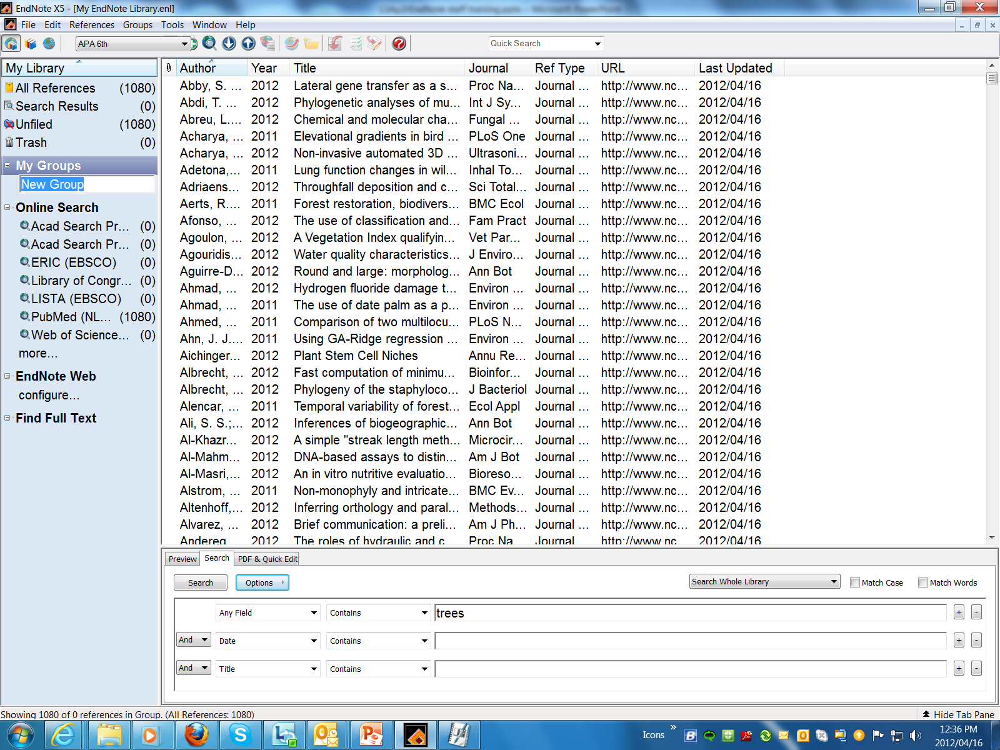 EndNote X5 - [My EndNote Library.enl]
File Edit References Groups Tools Window Help
APA 6th
Quick Search
My Library
All References (1080)
Search Results (0)
Unfiled (1080)
Trash (0)
My Groups
New Group
Online Search
Acad Search Pr... (0)
Acad Search Pr... (0)
ERIC (EBSCO) (0)
Library of Congr... (0)
LISTA (EBSCO) (0)
PubMed (NL... (1080)
Web of Science... (0)
more...
EndNote Web
configure...
Find Full Text
Author Year Title Journal Ref Type URL Last Updated
Abby, S. ... 2012 Lateral gene transfer as a s... Proc Na... Journal ... http://www.nc... 2012/04/16
Abdi, T. ... 2012 Phylogenetic analyses of mu... Int J Sy... Journal ... http://www.nc... 2012/04/16
Abreu, L.... 2012 Chemical and molecular cha... Fungal ... Journal ... http://www.nc... 2012/04/16
Acharya, ... 2011 Elevational gradients in bird ... PLoS One Journal ... http://www.nc... 2012/04/16
Acharya, ... 2012 Non-invasive automated 3D ... Ultrasoni... Journal ... http://www.nc... 2012/04/16
Adetona,... 2011 Lung function changes in wil... Inhal To... Journal ... http://www.nc... 2012/04/16
Adriaens... 2012 Throughfall deposition and c... Sci Total... Journal ... http://www.nc... 2012/04/16
Aerts, R.... 2011 Forest restoration, biodivers... BMC Ecol Journal ... http://www.nc... 2012/04/16
Afonso, ... 2012 The use of classification and... Fam Pract Journal ... http://www.nc... 2012/04/16
Agoulon, ... 2012 A Vegetation Index qualifyin... Vet Par... Journal ... http://www.nc... 2012/04/16
Agouridis... 2012 Water quality characteristics... J Enviro... Journal ... http://www.nc... 2012/04/16
Aguirre-D... 2012 Round and large: morpholog... Ann Bot Journal ... http://www.nc... 2012/04/16
Ahmad, ... 2012 Hydrogen fluoride damage t... Environ ... Journal ... http://www.nc... 2012/04/16
Ahmad, ... 2011 The use of date palm as a p... Environ ... Journal ... http://www.nc... 2012/04/16
Ahmed, ... 2011 Comparison of two multilocu... PLoS N... Journal ... http://www.nc... 2012/04/16
Ahn, J. J.... 2011 Using GA-Ridge regression ... Environ ... Journal ... http://www.nc... 2012/04/16
Aichinger... 2012 Plant Stem Cell Niches Annu Re... Journal ... http://www.nc... 2012/04/16
Albrecht, ... 2012 Fast computation of minimu... Bioinfor... Journal ... http://www.nc... 2012/04/16
Albrecht, ... 2012 Phylogeny of the staphyloco... J Bacteriol Journal ... http://www.nc... 2012/04/16
Alencar, ... 2011 Temporal variability of forest... Ecol Appl Journal ... http://www.nc... 2012/04/16
Ali, S. S.;... 2012 Inferences of biogeographic... Ann Bot Journal ... http://www.nc... 2012/04/16
Al-Khazr... 2012 A simple "streak length meth... Microcir... Journal ... http://www.nc... 2012/04/16
Al-Mahm... 2012 DNA-based assays to distin... Am J Bot Journal ... http://www.nc... 2012/04/16
Al-Masri,... 2012 An in vitro nutritive evaluatio... Bioreso... Journal ... http://www.nc... 2012/04/16
Alstrom, ... 2011 Non-monophyly and intricate... BMC Ev... Journal ... http://www.nc... 2012/04/16
Altenhoff,... 2012 Inferring orthology and paral... Methods... Journal ... http://www.nc... 2012/04/16
Alvarez, ... 2012 Brief communication: a preli... Am J Ph... Journal ... http://www.nc... 2012/04/16
Andereg 2012 The roles of hydraulic and c Proc Na Journal http://www.nc 2012/04/16
Preview Search PDF & Quick Edit
Search Options Search Whole Library Match Case Match Words
Any Field Contains trees + -
And Date Contains + -
And Title Contains + -
Showing 1080 of 0 references in Group. (All References: 1080) Hide Tab Pane
Icons » 12:36 PM
2012/04/16